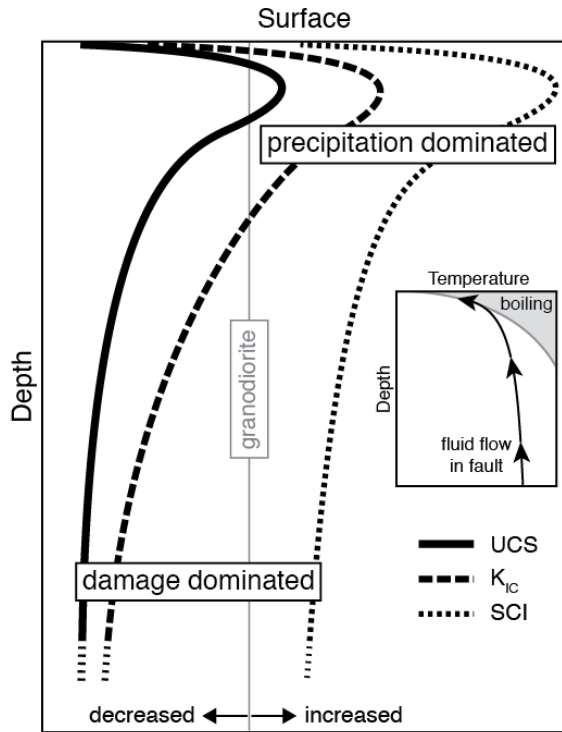 Surface
precipitation dominated
Temperature
boiling
Depth
fluid flow
in fault
Depth
granodiorite
UCS
K_IC
SCI
damage dominated
decreased
increased